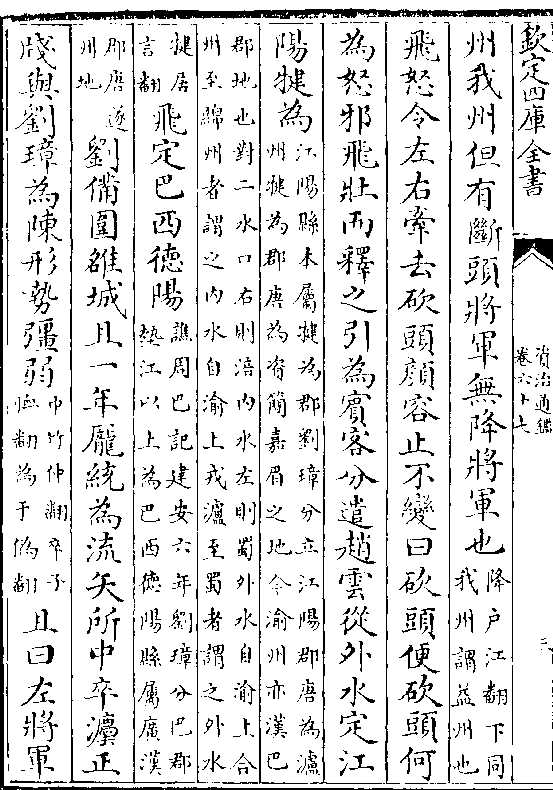 欽定四庫全書
資治通鑑
卷六十七
州我州但有斷頭將軍無降將軍也
降户江翻下同
我州謂益州也
飛怒令左右牽去斫頭顔容止不變曰斫頭便斫頭何
為怒邪飛壯而釋之引為賓客分遣趙雲從外水定江
陽犍為
江陽縣本屬犍為郡劉璋分立江陽郡唐為瀘
州犍為郡唐為資簡嘉眉之地今渝州亦漢巴
郡地也對二水口右則涪内水左則蜀外水自渝上合
州至綿州者謂之内水自渝上戎瀘至蜀者謂之外水
犍居
言翻
飛定巴西德陽
譙周巴記建安六年劉璋分巴郡
墊江以上為巴西德陽縣屬廣漢
郡唐遂
州地
劉備圍雒城且一年龐統為流矢所中卒
法正
牋與劉璋為陳形勢彊弱
中竹仲翻卒子
恤翻為于偽翻
且曰左將軍